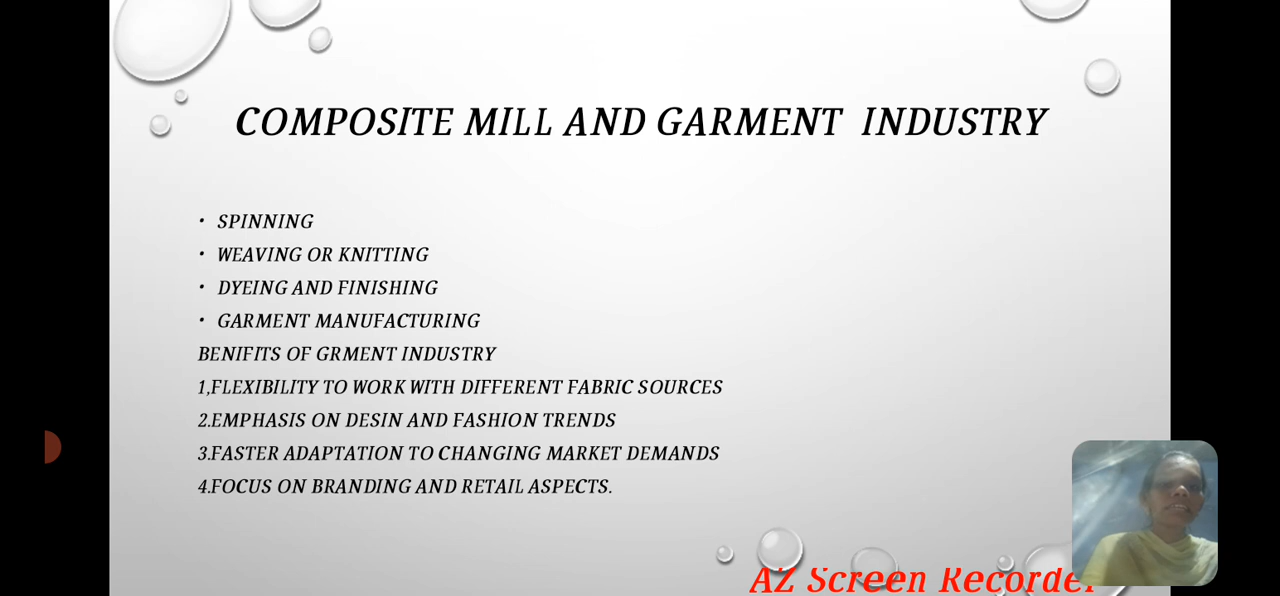 COMPOSITE MILL AND GARMENT INDUSTRY
• SPINNING
• WEAVING OR KNITTING
• DYEING AND FINISHING
• GARMENT MANUFACTURING
BENIFITS OF GRMENT INDUSTRY
1,FLEXIBILITY TO WORK WITH DIFFERENT FABRIC SOURCES
2.EMPHASIS ON DESIN AND FASHION TRENDS
3.FASTER ADAPTATION TO CHANGING MARKET DEMANDS
4.FOCUS ON BRANDING AND RETAIL ASPECTS.
AZ Screen Recorder